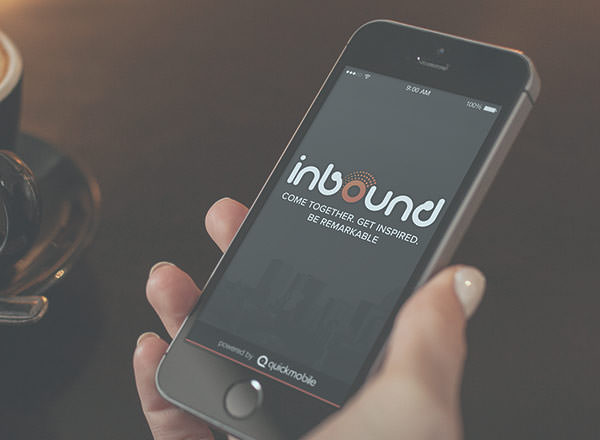 9:00 AM
100%
inbound
COME TOGETHER. GET INSPIRED.
BE REMARKABLE
powered by quickmobile